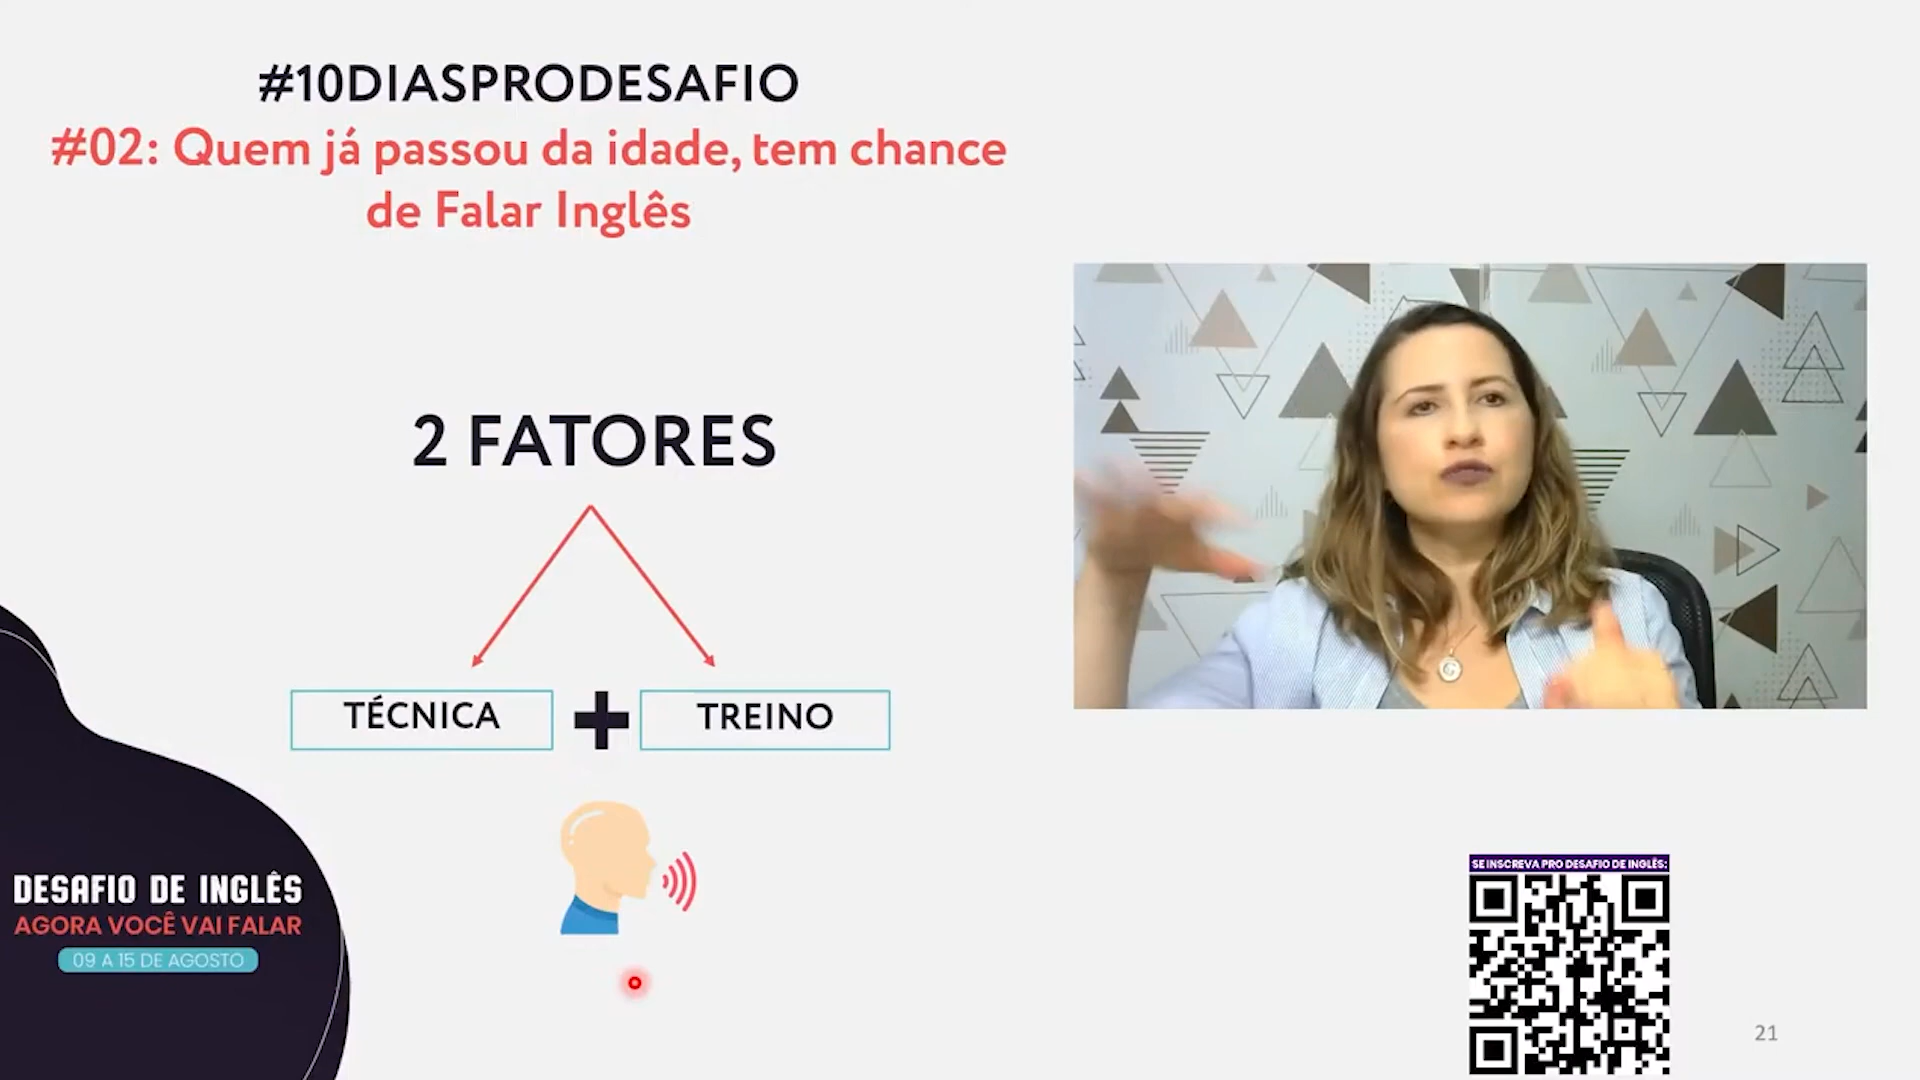 #10DIASPRODESAFIO
#02: Quem já passou da idade, tem chance
de Falar Inglês
2 FATORES
TÉCNICA
TREINO
DESAFIO DE INGLÊS
AGORA VOCÊ VAI FALAR
09 A 15 DE AGOSTO
SE INSCREVA PRO DESAFIO DE INGLÊS:
21